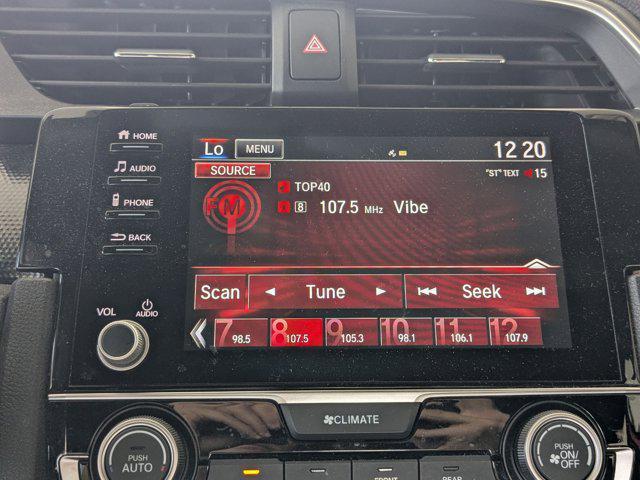 HOME
Lo MENU 12 20
SOURCE "ST" TEXT 15
AUDIO
TOP40
FM 8 107.5 MHz Vibe
PHONE
BACK
Scan Tune Seek
VOL AUDIO
7 98.5 8 107.5 9 105.3 10 98.1 11 106.1 12 107.9
CLIMATE
PUSH AUTO
PUSH ON/OFF
FRONT REAR